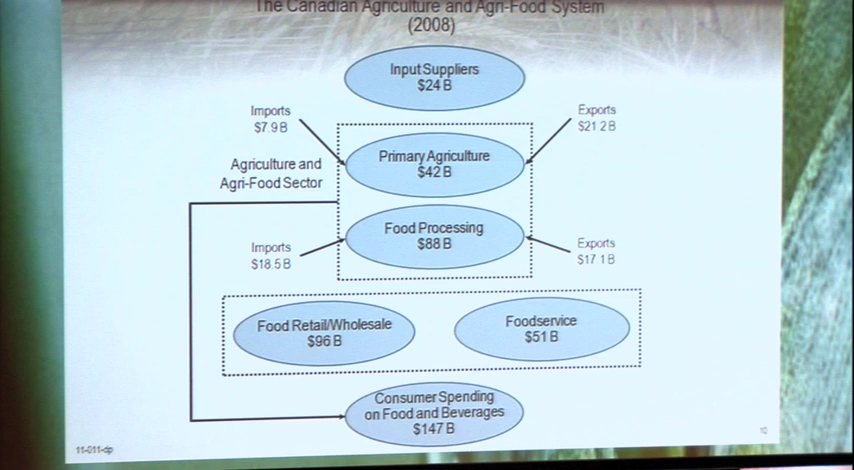 The Canadian Agriculture and Agri-Food System
(2008)
Input Suppliers
$24 B
Imports
$7.9 B
Exports
$21.2 B
Primary Agriculture
$42 B
Agriculture and
Agri-Food Sector
Food Processing
$88 B
Imports
$18.5 B
Exports
$17.1 B
Food Retail/Wholesale
$96 B
Foodservice
$51 B
Consumer Spending
on Food and Beverages
$147 B
11-011-dp
10